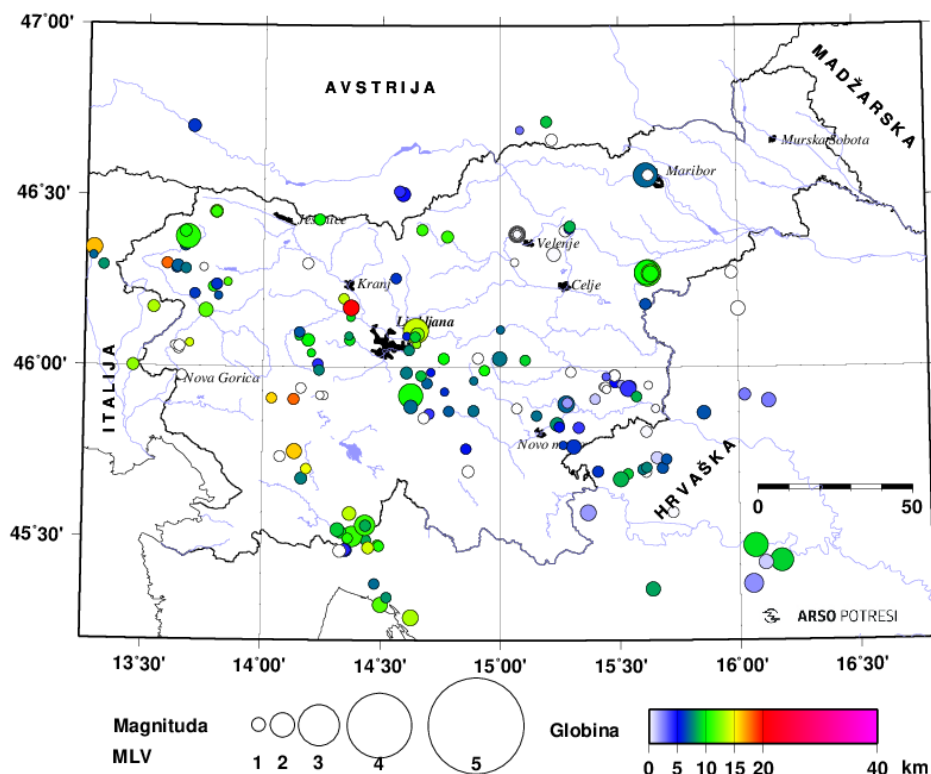 47°00'
AVSTRIJA
MADŽARSKA
Murska Sobota
Maribor
46°30'
Velenje
Kranj
Celje
Ljubljana
46°00'
Nova Gorica
ITALIJA
Novo
HRVAŠKA
0 50
45°30'
ARSO POTRESI
13°30' 14°00' 14°30' 15°00' 15°30' 16°00' 16°30'
Magnituda
MLV
1 2 3 4 5
Globina
0 5 10 15 20 40 km